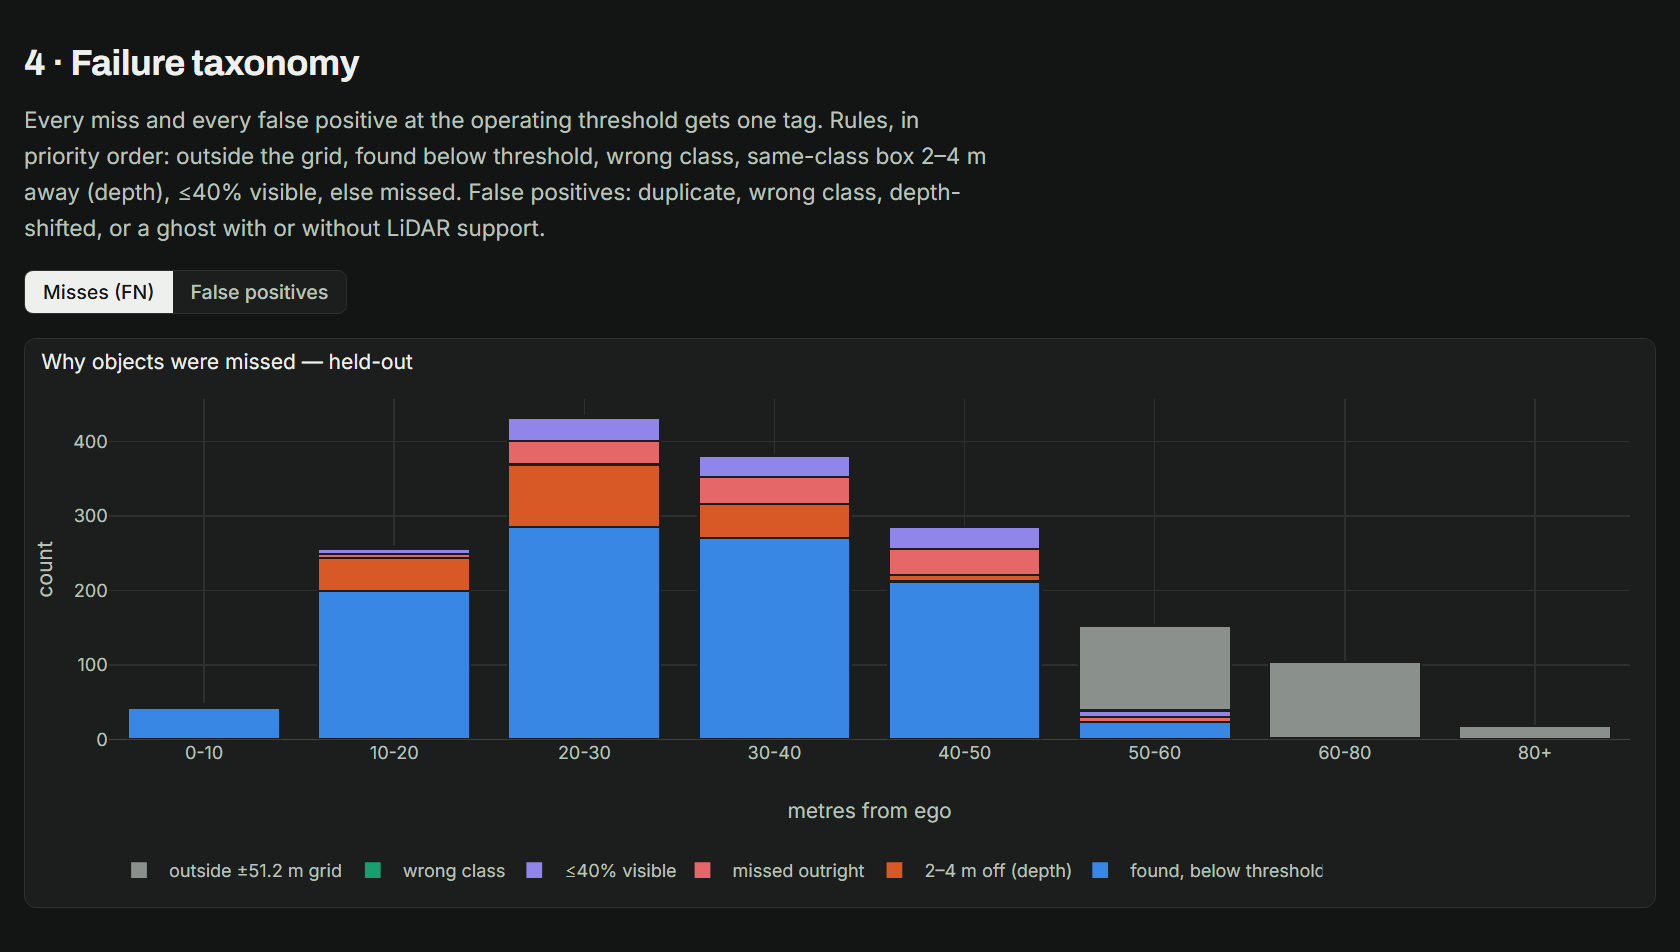 4 · Failure taxonomy
Every miss and every false positive at the operating threshold gets one tag. Rules, in
priority order: outside the grid, found below threshold, wrong class, same-class box 2–4 m
away (depth), ≤40% visible, else missed. False positives: duplicate, wrong class, depth-
shifted, or a ghost with or without LiDAR support.
Misses (FN) False positives
Why objects were missed — held-out
400
300
200
100
0
count
0-10 10-20 20-30 30-40 40-50 50-60 60-80 80+
metres from ego
outside ±51.2 m grid wrong class ≤40% visible missed outright 2–4 m off (depth) found, below threshold